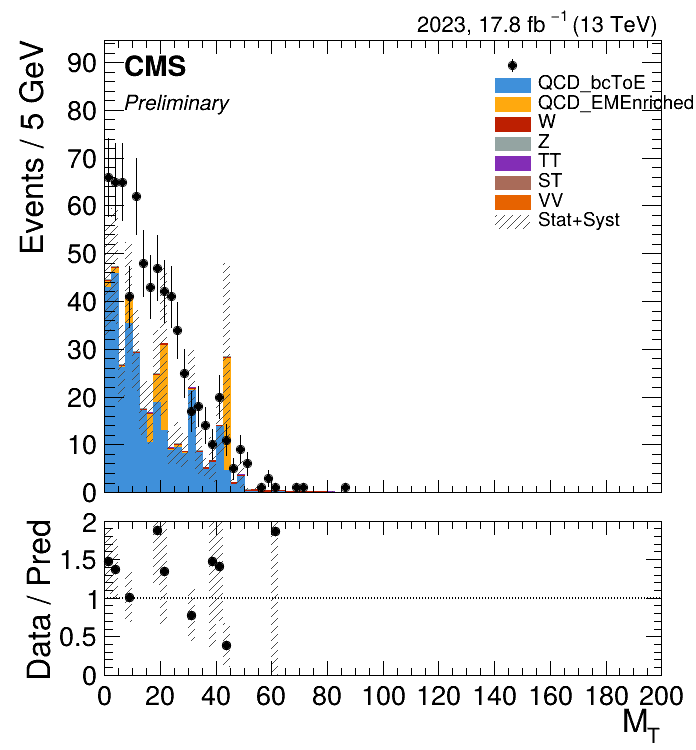 2023, 17.8 fb⁻¹ (13 TeV)
CMS
Preliminary
QCD_bcToE
QCD_EMEnriched
W
Z
TT
ST
VV
Stat+Syst
Events / 5 GeV
90
80
70
60
50
40
30
20
10
0
Data / Pred
2
1.5
1
0.5
0
0 20 40 60 80 100 120 140 160 180 200
M_T